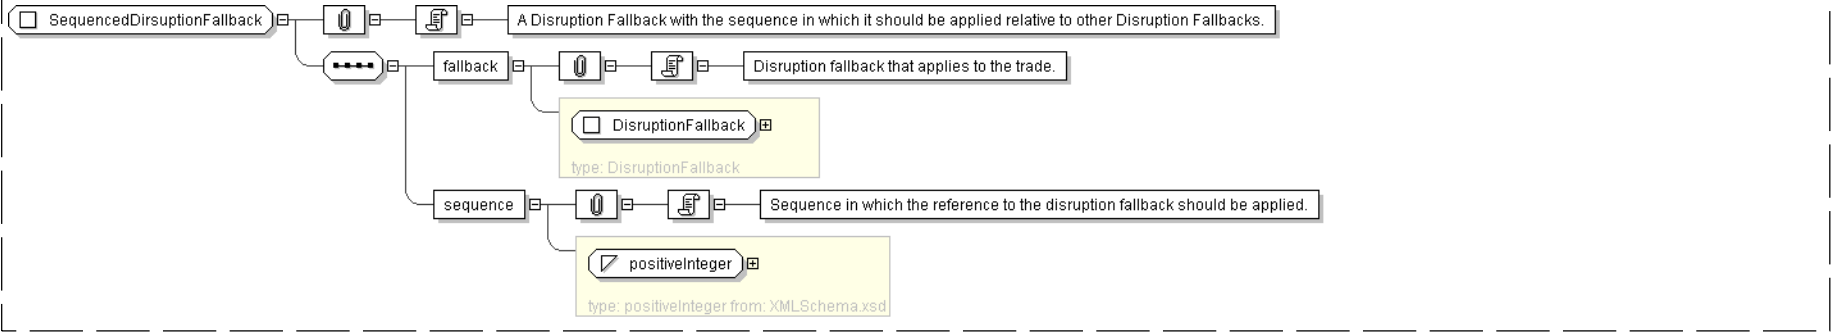 SequencedDirsuptionFallback
A Disruption Fallback with the sequence in which it should be applied relative to other Disruption Fallbacks.
fallback
Disruption fallback that applies to the trade.
DisruptionFallback
type: DisruptionFallback
sequence
Sequence in which the reference to the disruption fallback should be applied.
positiveInteger
type: positiveInteger from: XMLSchema.xsd